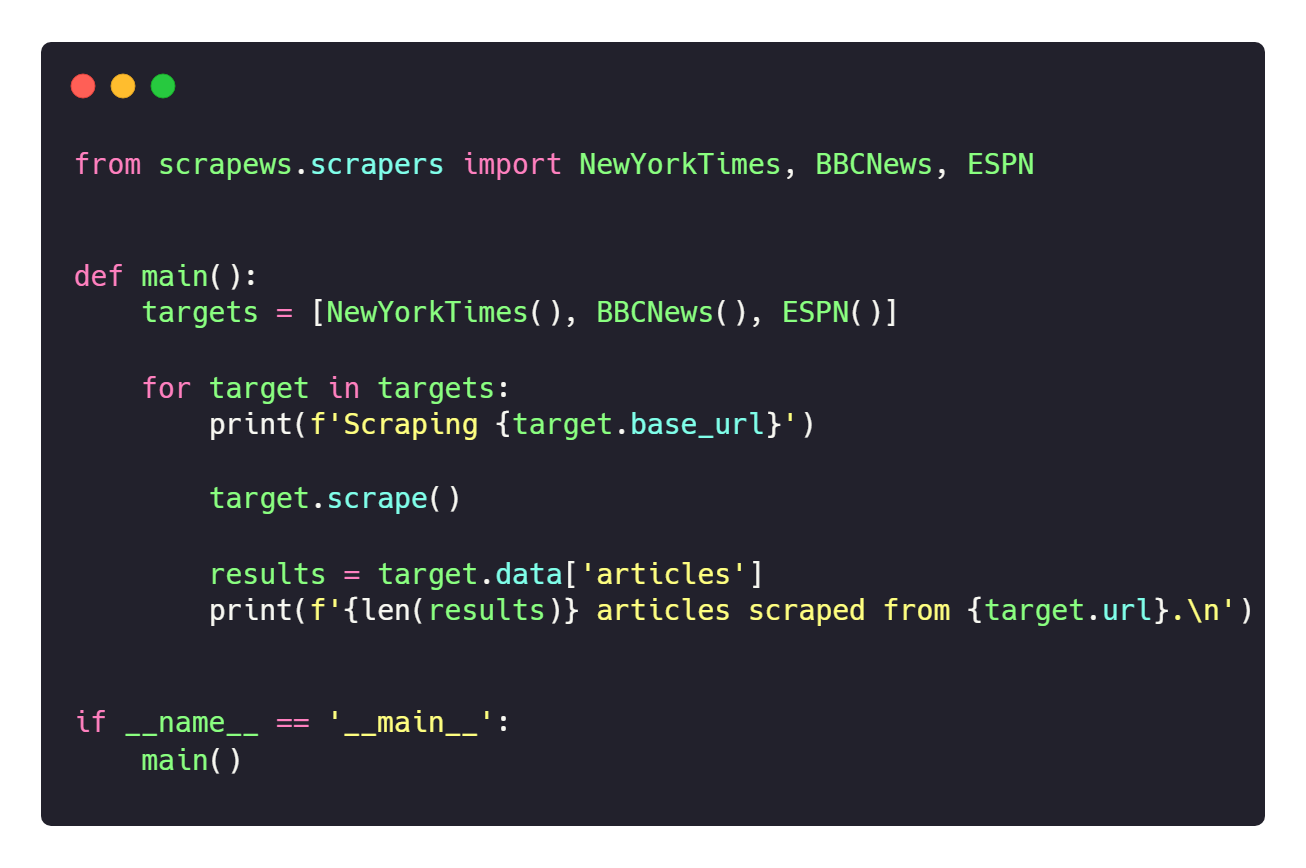 from scrapews.scrapers import NewYorkTimes, BBCNews, ESPN
def main():
    targets = [NewYorkTimes(), BBCNews(), ESPN()]
    for target in targets:
        print(f'Scraping {target.base_url}')
        target.scrape()
        results = target.data['articles']
        print(f'{len(results)} articles scraped from {target.url}.\n')
if __name__ == '__main__':
    main()